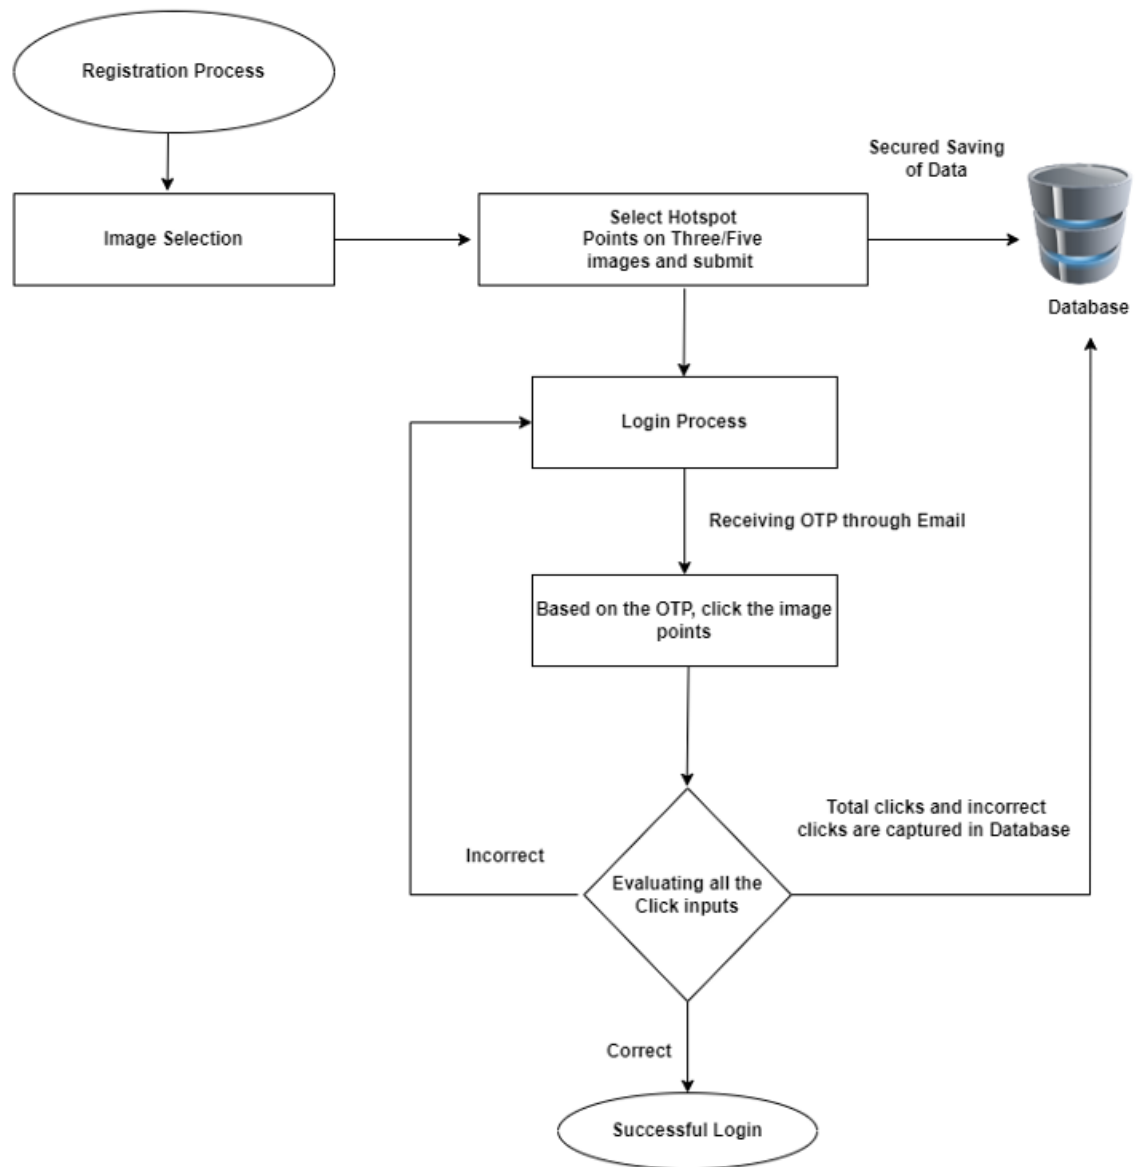 Registration Process
Secured Saving
of Data
Image Selection
Select Hotspot
Points on Three/Five
images and submit
Database
Login Process
Receiving OTP through Email
Based on the OTP, click the image
points
Total clicks and incorrect
clicks are captured in Database
Incorrect
Evaluating all the
Click inputs
Correct
Successful Login